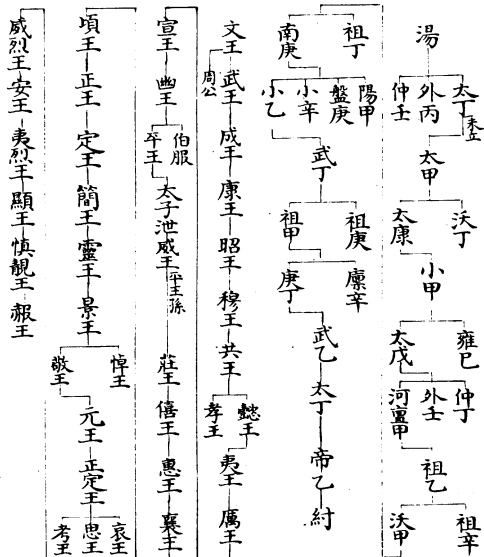 湯
太丁 未立
外丙
仲壬
太甲
沃丁
太康
小甲
雍巳
太戊
仲丁
外壬
河亶甲
祖乙
祖辛
沃甲
祖丁
南庚
陽甲
盤庚
小辛
小乙
武丁
祖庚
祖甲
廩辛
庚丁
武乙 太丁 帝乙 紂
文王 武王 成王 康王 昭王 穆王 共王
周公
懿王
孝王
夷王 厲王
宣王 幽王
伯服
平王
太子泄 威王 平王孫
莊王 僖王 惠王 襄王
頃王 正王 定王 簡王 靈王 景王
悼王
敬王
元王 正定王
哀王
思王
考王
威烈王 安王 夷烈王 顯王 慎靚王 赧王